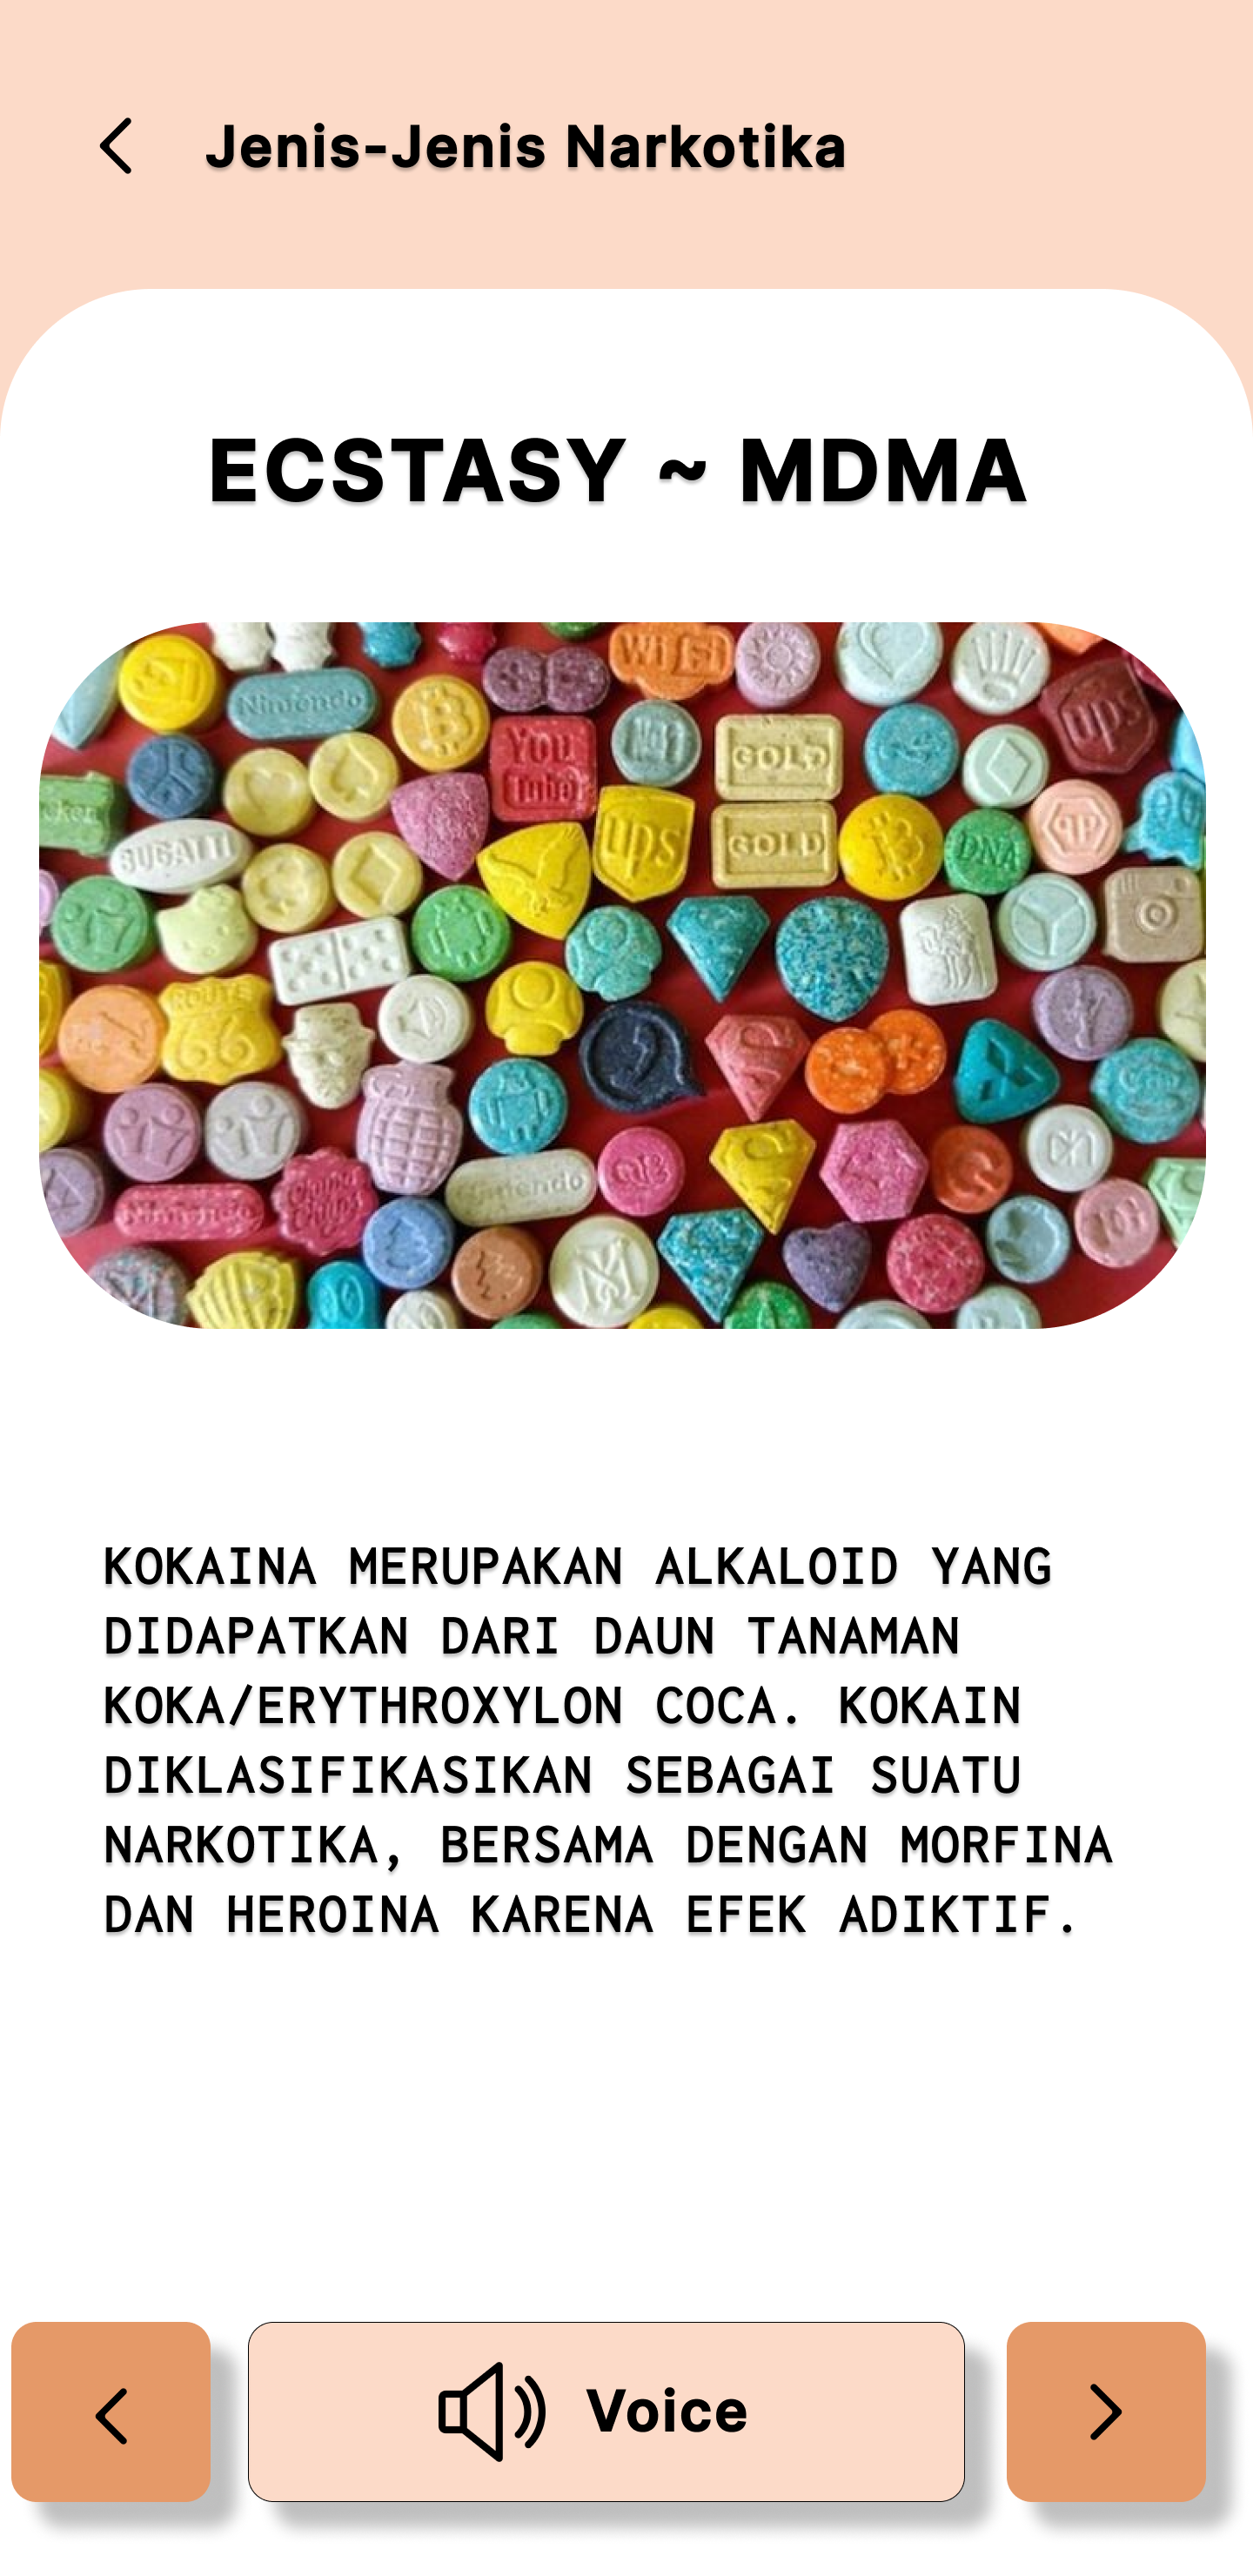 Jenis-Jenis Narkotika
ECSTASY ~ MDMA
Nintendo
WiFi
ups
You
Tube
GOLD
BUGATTI
ups
GOLD
DNA
ROUTE
66
Nintendo
Nintendo
KOKAINA MERUPAKAN ALKALOID YANG
DIDAPATKAN DARI DAUN TANAMAN
KOKA/ERYTHROXYLON COCA. KOKAIN
DIKLASIFIKASIKAN SEBAGAI SUATU
NARKOTIKA, BERSAMA DENGAN MORFINA
DAN HEROINA KARENA EFEK ADIKTIF.
Voice